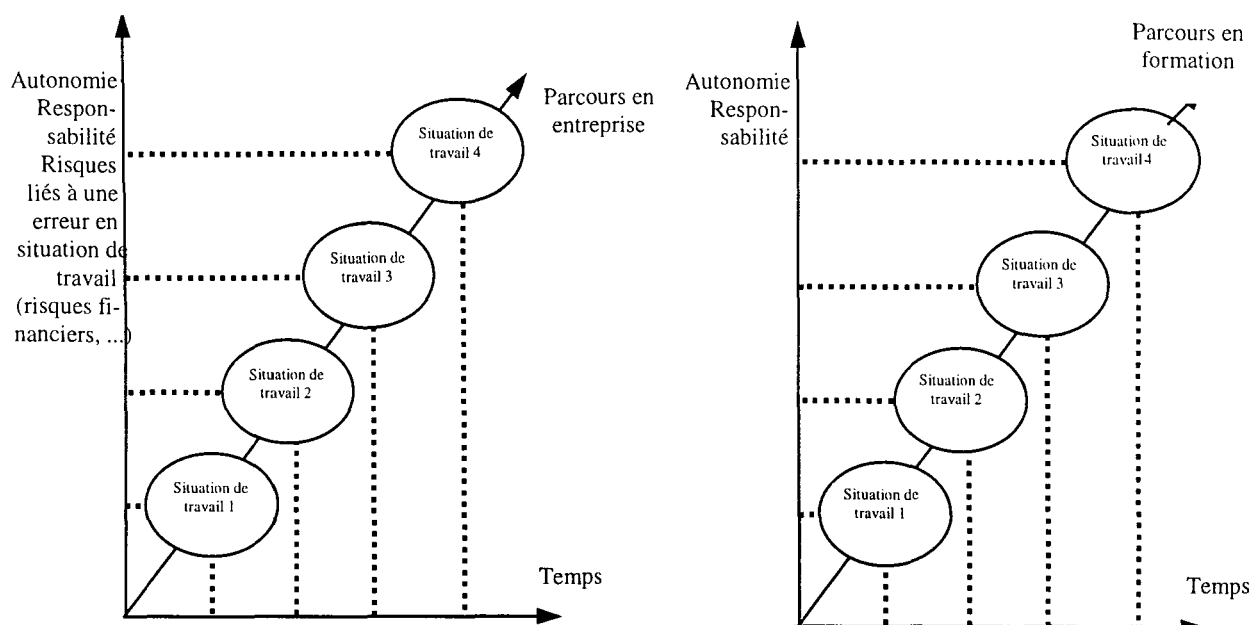 Autonomie
Respon-
sabilité
Risques
liés à une
erreur en
situation de
travail
(risques fi-
nanciers, ...)
Parcours en
entreprise
Situation de
travail 4
Situation de
travail 3
Situation de
travail 2
Situation de
travail 1
Temps
Parcours en
formation
Autonomie
Respon-
sabilité
Situation de
travail 4
Situation de
travail 3
Situation de
travail 2
Situation de
travail 1
Temps